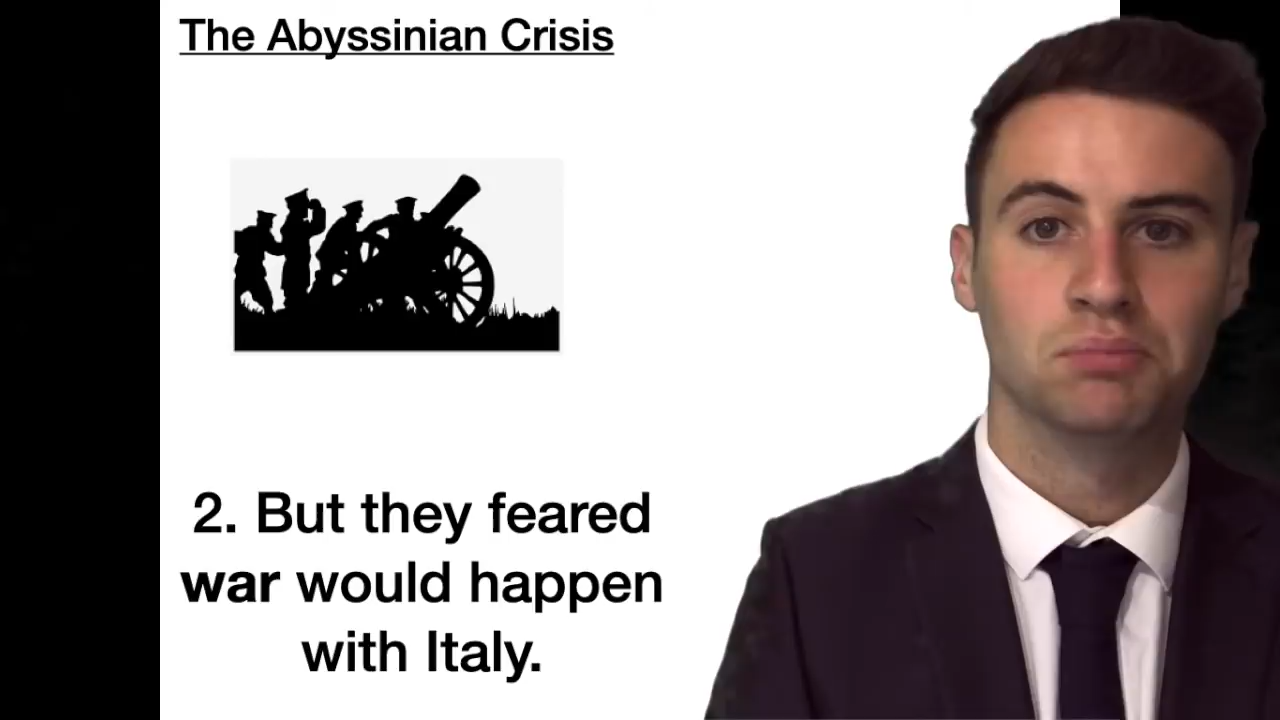 The Abyssinian Crisis
2. But they feared
war would happen
with Italy.